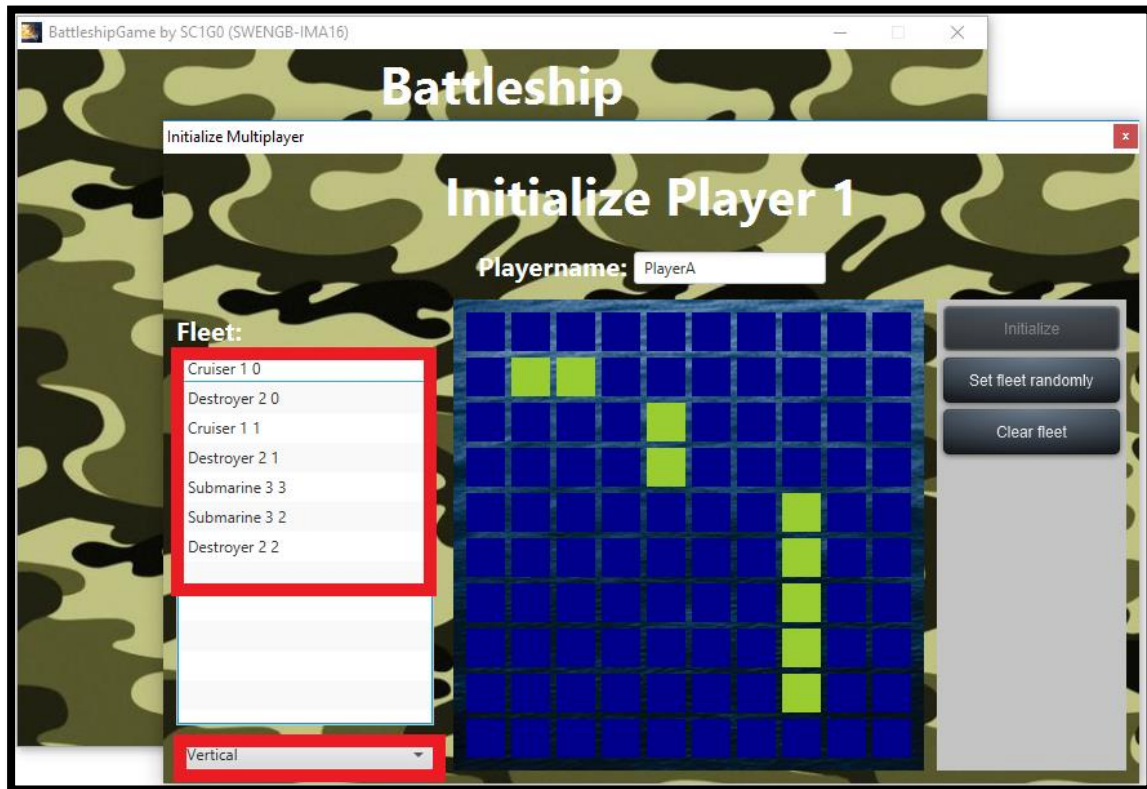 BattleshipGame by SC1G0 (SWENGB-IMA16)
Battleship
Initialize Multiplayer
x
Initialize Player 1
Playername: PlayerA
Fleet:
Cruiser 1 0
Destroyer 2 0
Cruiser 1 1
Destroyer 2 1
Submarine 3 3
Submarine 3 2
Destroyer 2 2
Vertical
Initialize
Set fleet randomly
Clear fleet